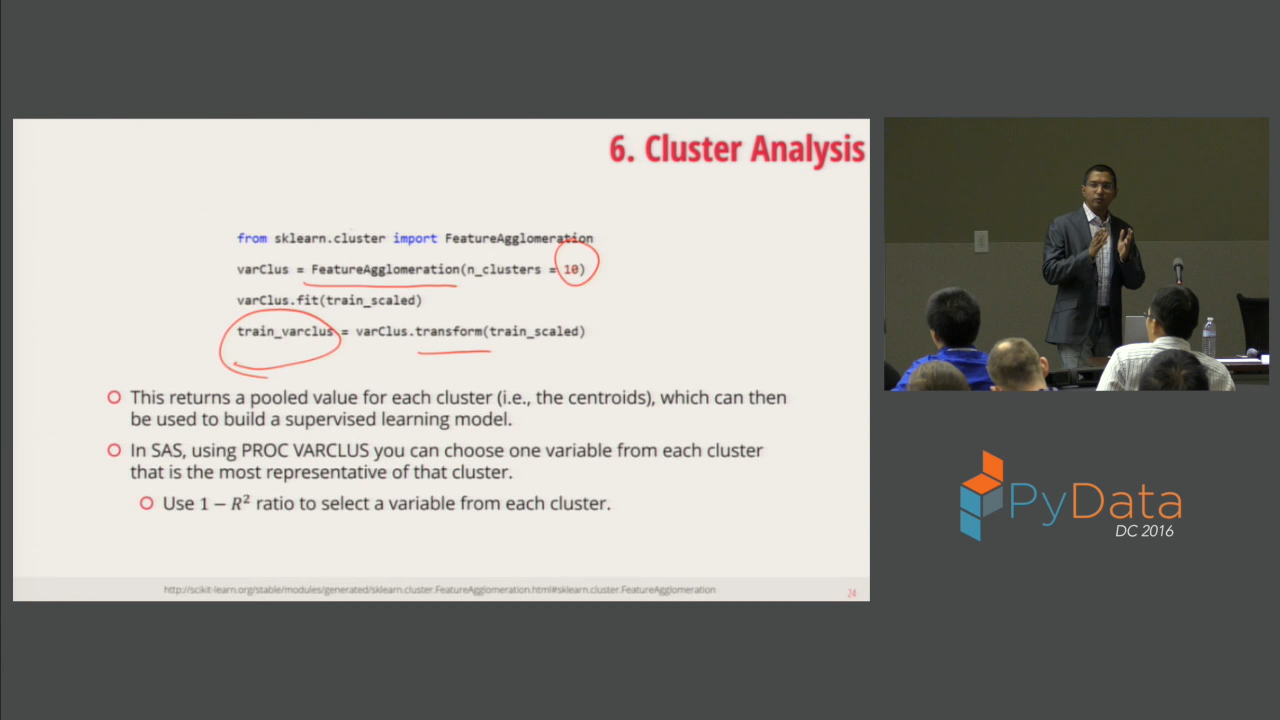 6. Cluster Analysis
from sklearn.cluster import FeatureAgglomeration
varClus = FeatureAgglomeration(n_clusters = 10)
varClus.fit(train_scaled)
train_varclus = varClus.transform(train_scaled)
This returns a pooled value for each cluster (i.e., the centroids), which can then
be used to build a supervised learning model.
In SAS, using PROC VARCLUS you can choose one variable from each cluster
that is the most representative of that cluster.
Use 1 − R² ratio to select a variable from each cluster.
http://scikit-learn.org/stable/modules/generated/sklearn.cluster.FeatureAgglomeration.html#sklearn.cluster.FeatureAgglomeration
24
PyData
DC 2016